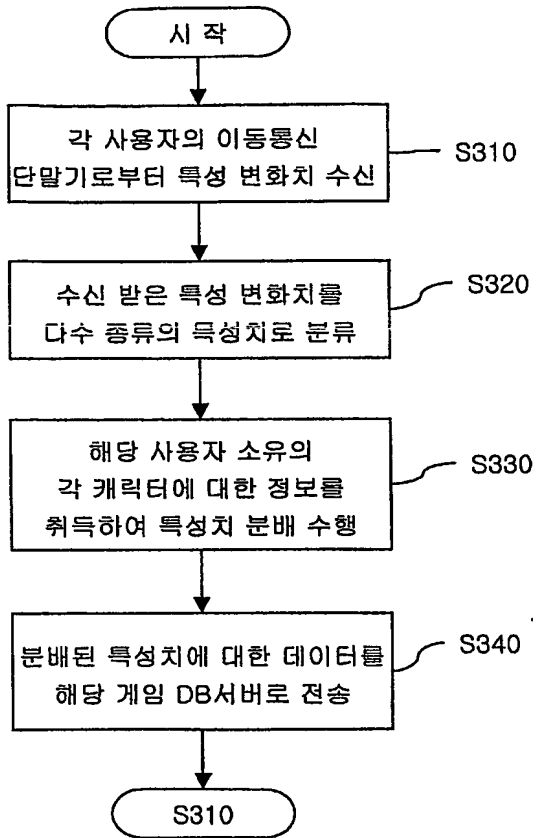 시 작
각 사용자의 이동통신
단말기로부터 특성 변화치 수신
S310
수신 받은 특성 변화치를
다수 종류의 특성치로 분류
S320
해당 사용자 소유의
각 캐릭터에 대한 정보를
취득하여 특성치 분배 수행
S330
분배된 특성치에 대한 데이터를
해당 게임 DB서버로 전송
S340
S310